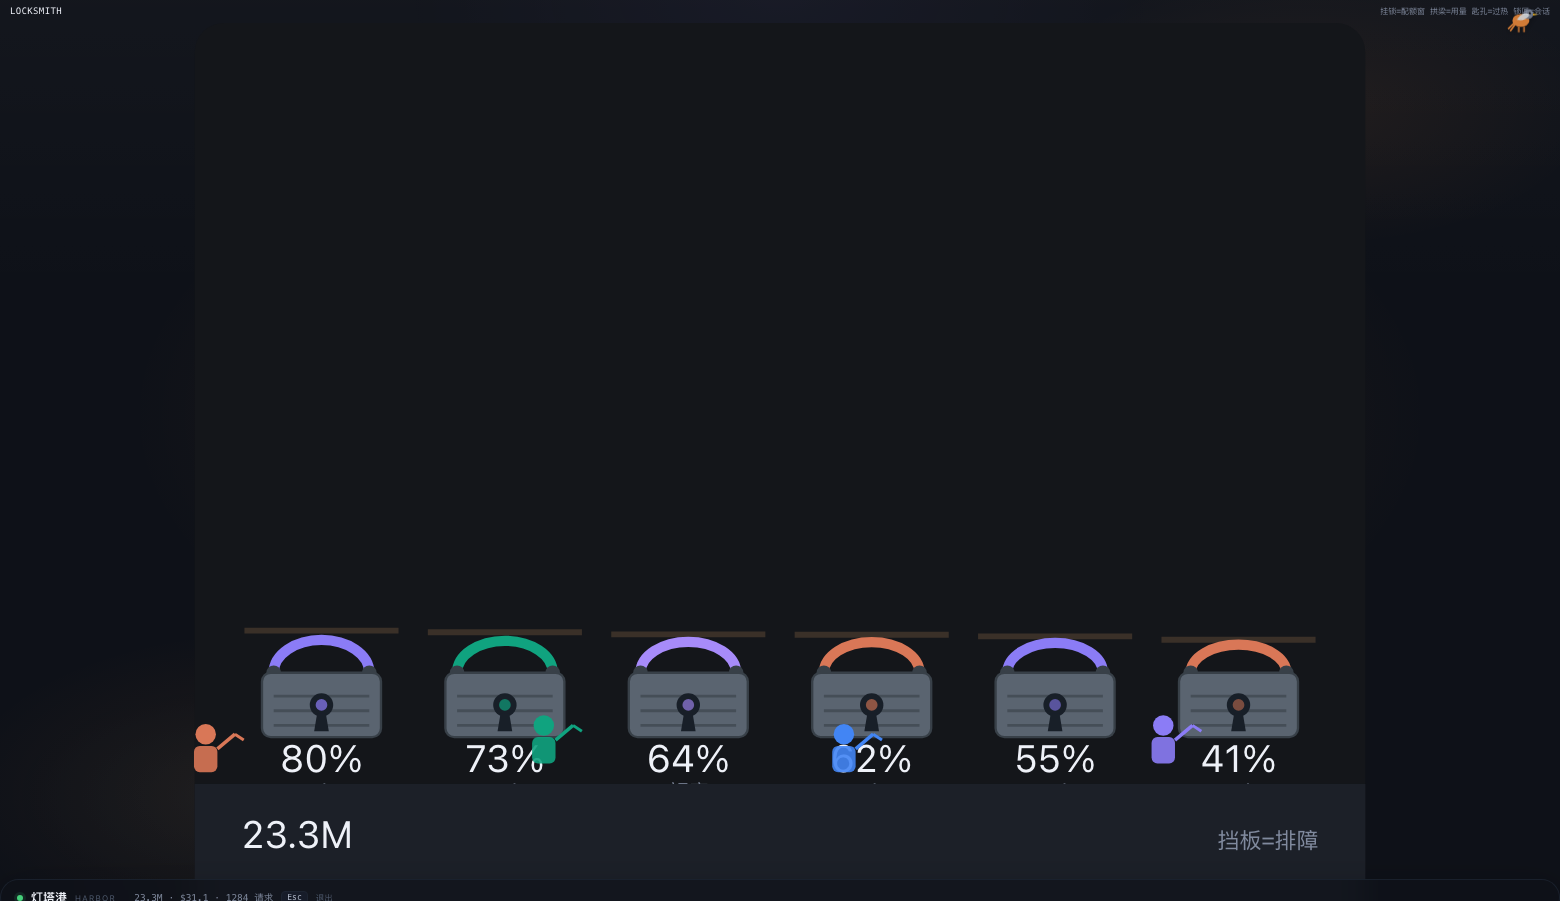 LOCKSMITH
挂锁=配额窗 拱梁=用量 匙孔=过热 会话
80% 73% 64% 2% 55% 41%
23.3M
挡板=排障
灯塔港 HARBOR 23.3M · $31.1 · 1284 请求 Esc 退出